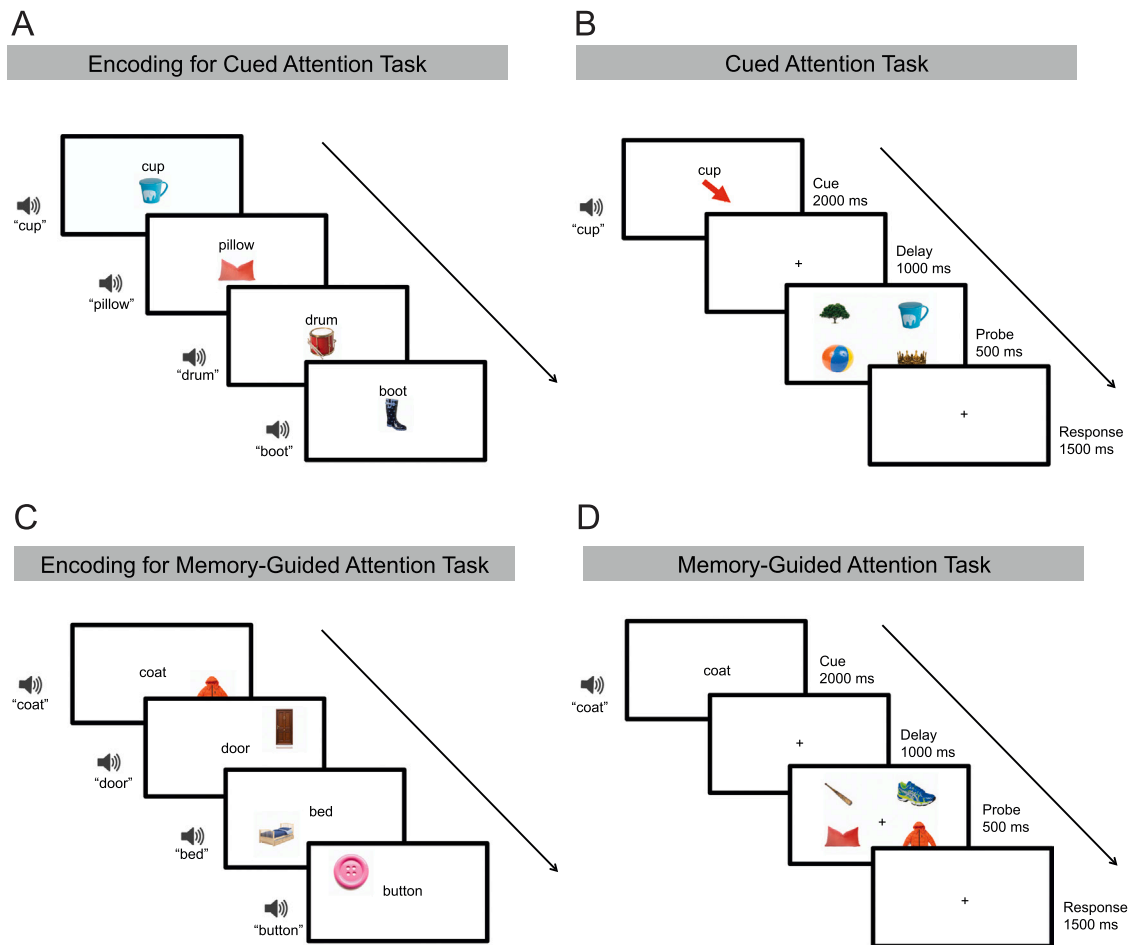 A
Encoding for Cued Attention Task
cup
“cup”
pillow
“pillow”
drum
“drum”
boot
“boot”
B
Cued Attention Task
cup
“cup”
Cue
2000 ms
+
Delay
1000 ms
Probe
500 ms
+
Response
1500 ms
C
Encoding for Memory-Guided Attention Task
coat
“coat”
door
“door”
bed
“bed”
button
“button”
D
Memory-Guided Attention Task
coat
“coat”
Cue
2000 ms
+
Delay
1000 ms
+
Probe
500 ms
+
Response
1500 ms